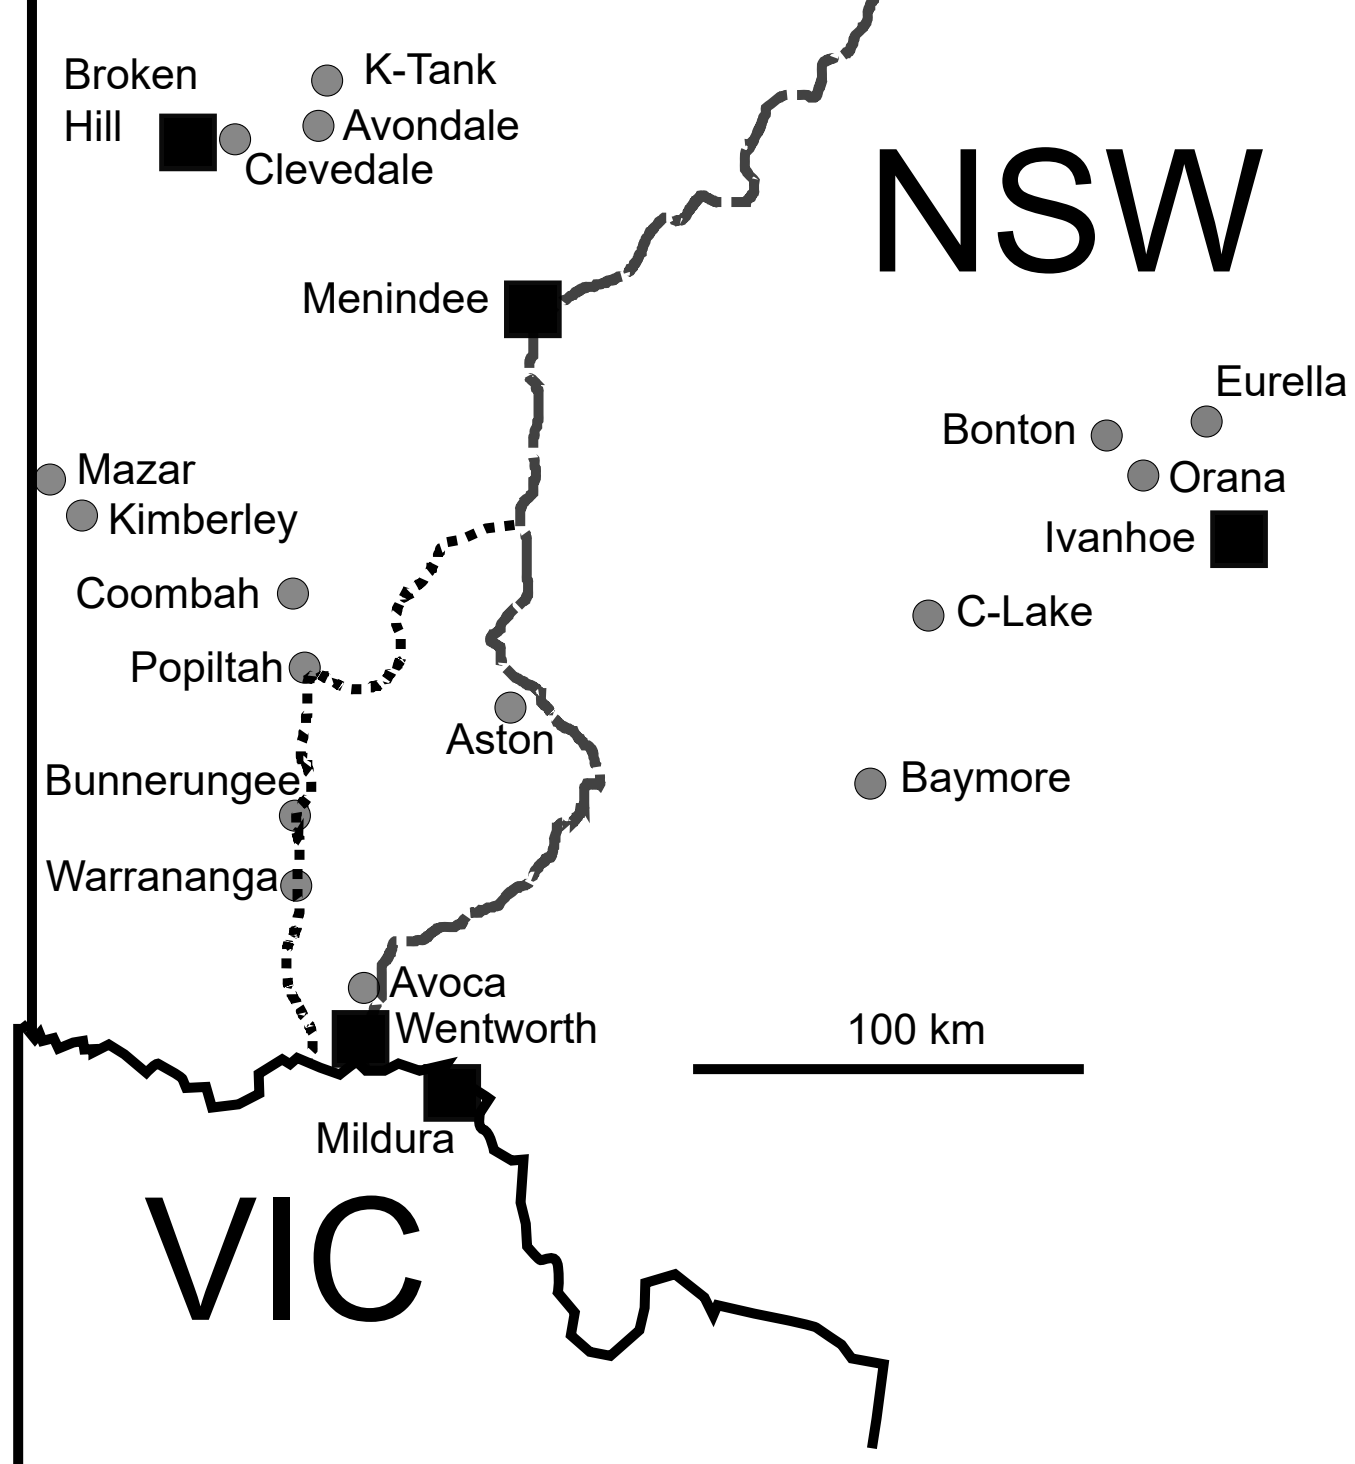 Broken
Hill
K-Tank
Avondale
Clevedale
NSW
Menindee
Eurella
Bonton
Orana
Mazar
Kimberley
Ivanhoe
Coombah
C-Lake
Popiltah
Aston
Bunnerungee
Baymore
Warrananga
Avoca
Wentworth
100 km
Mildura
VIC